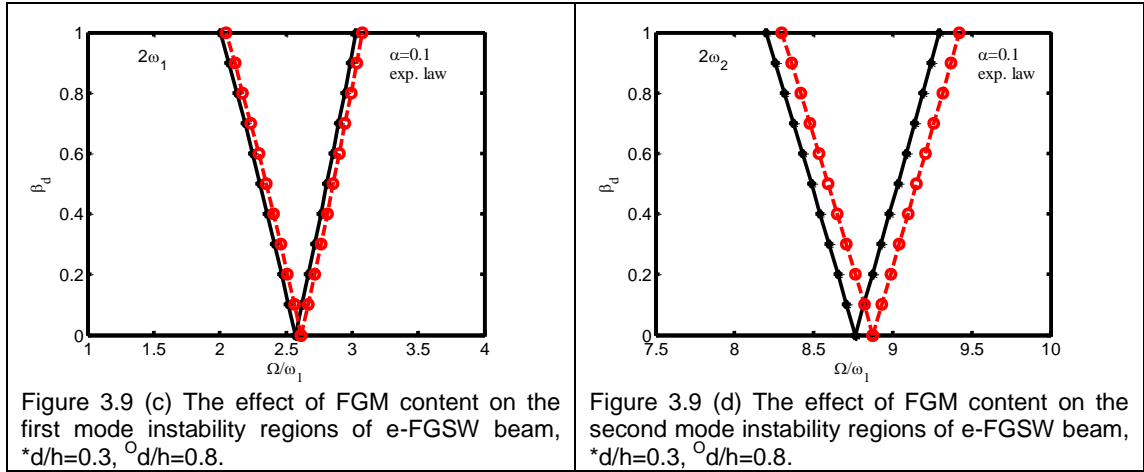 1
0.8
0.6
0.4
0.2
0
β_d
2ω₁
α=0.1
exp. law
1 1.5 2 2.5 3 3.5 4
Ω/ω₁
Figure 3.9 (c) The effect of FGM content on the
first mode instability regions of e-FGSW beam,
*d/h=0.3, ᴼd/h=0.8.
1
0.8
0.6
0.4
0.2
0
β_d
2ω₂
α=0.1
exp. law
7.5 8 8.5 9 9.5 10
Ω/ω₁
Figure 3.9 (d) The effect of FGM content on the
second mode instability regions of e-FGSW beam,
*d/h=0.3, ᴼd/h=0.8.